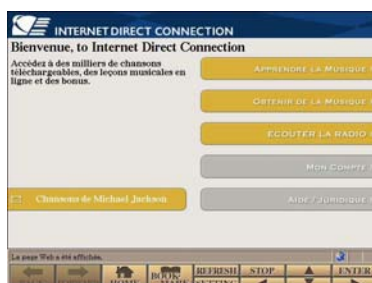 INTERNET DIRECT CONNECTION
Bienvenue, to Internet Direct Connection
Accédez à des milliers de chansons
téléchargeables, des leçons musicales en
ligne et des bonus.
APPRENDRE LA MUSIQUE
OBTENIR DE LA MUSIQUE
ÉCOUTER LA RADIO
MON COMPTE
AIDE / JURIDIQUE
Chansons de Michael Jackson
La page Web a été affichée.
BACK FORWARD HOME BOOK-MARK REFRESH SETTING STOP ENTER